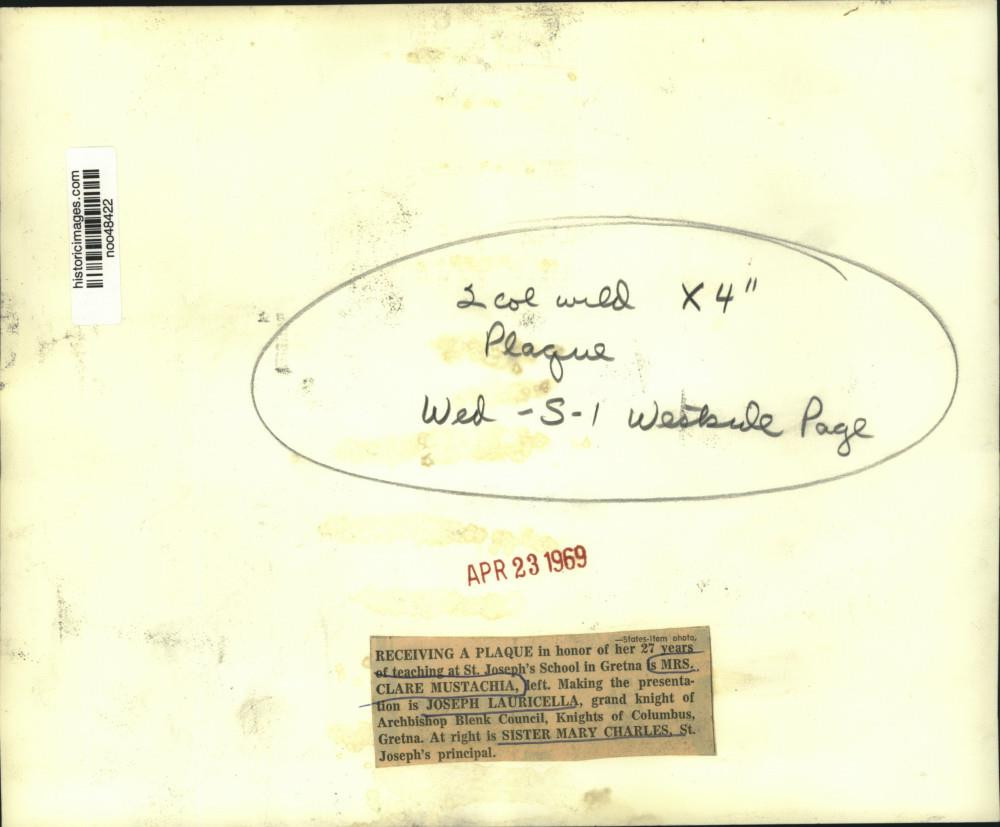 historicimages.com
noo48422
2 col wild X 4"
Plaque
Wed - S-1 Westside Page
APR 23 1969
—States-Item photo.
RECEIVING A PLAQUE in honor of her 27 years
of teaching at St. Joseph's School in Gretna is MRS.
CLARE MUSTACHIA, left. Making the presenta-
tion is JOSEPH LAURICELLA, grand knight of
Archbishop Blenk Council, Knights of Columbus,
Gretna. At right is SISTER MARY CHARLES, St.
Joseph's principal.